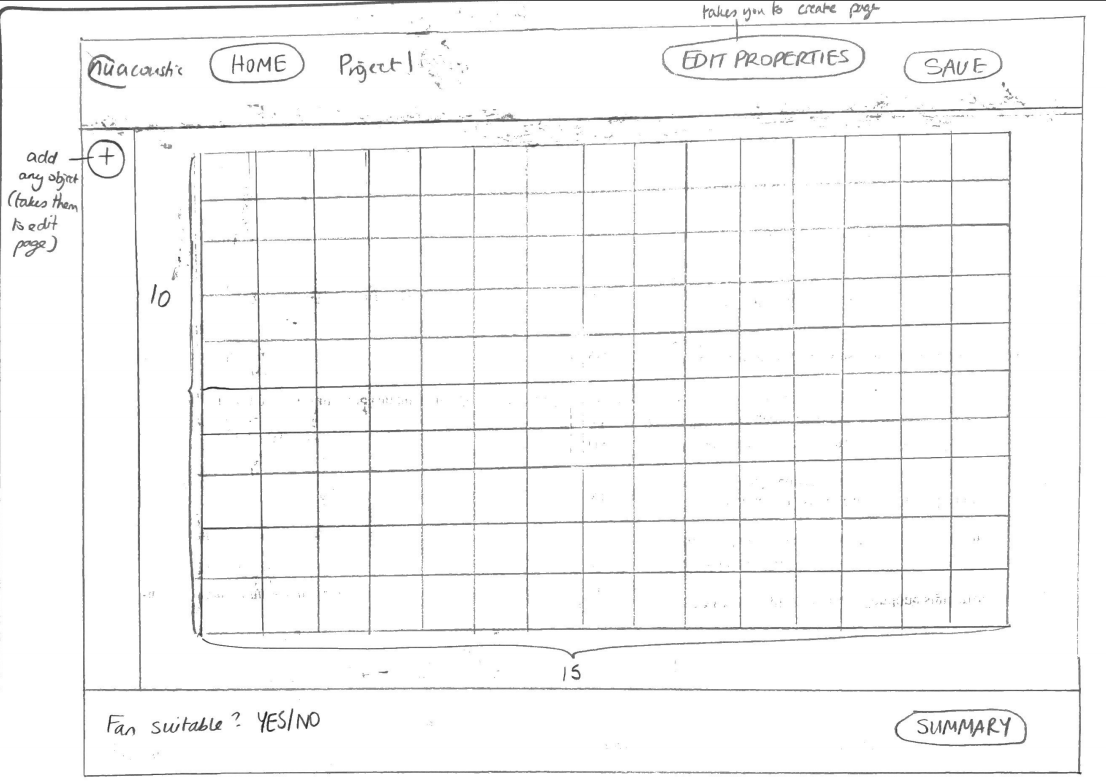 takes you to create page
nuacoustic HOME Project 1 EDIT PROPERTIES SAVE
add
any object
(takes them
to edit
page)
+
10
15
Fan suitable? YES/NO
SUMMARY